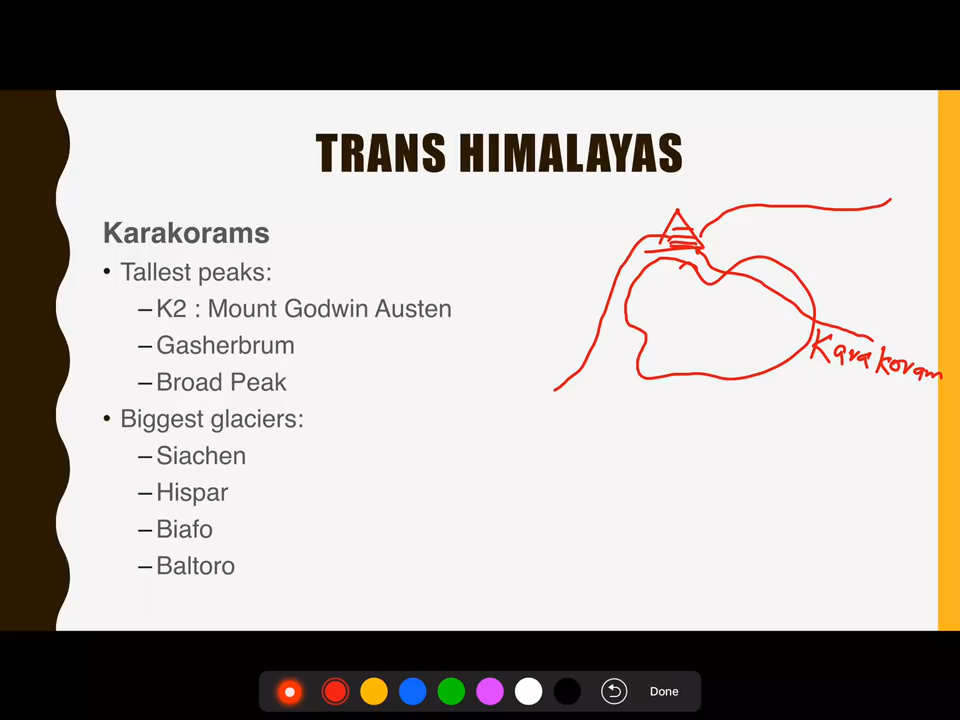 TRANS HIMALAYAS
Karakorams
• Tallest peaks:
–K2 : Mount Godwin Austen
–Gasherbrum
–Broad Peak
• Biggest glaciers:
–Siachen
–Hispar
–Biafo
–Baltoro
Karakoram
Done